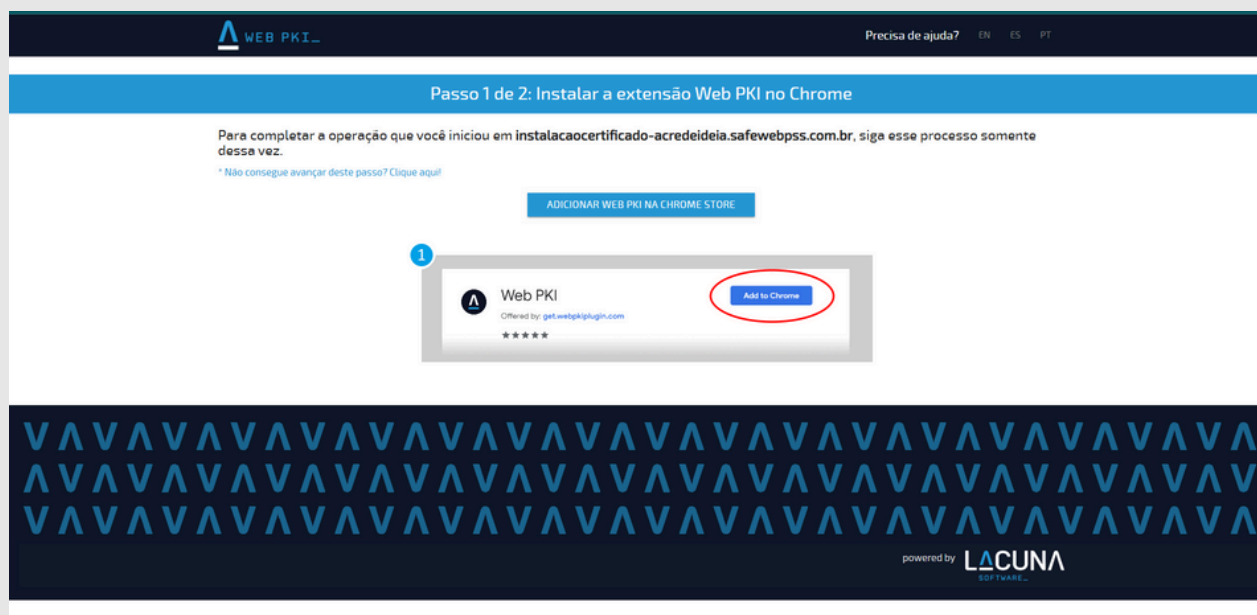 WEB PKI_
Precisa de ajuda? EN ES PT
Passo 1 de 2: Instalar a extensão Web PKI no Chrome
Para completar a operação que você iniciou em instalacaocertificado-acredeideia.safewebpss.com.br, siga esse processo somente
dessa vez.
* Não consegue avançar deste passo? Clique aqui!
ADICIONAR WEB PKI NA CHROME STORE
1
Web PKI
Add to Chrome
Offered by: get.webpkiplugin.com
powered by LACUNA
SOFTWARE_